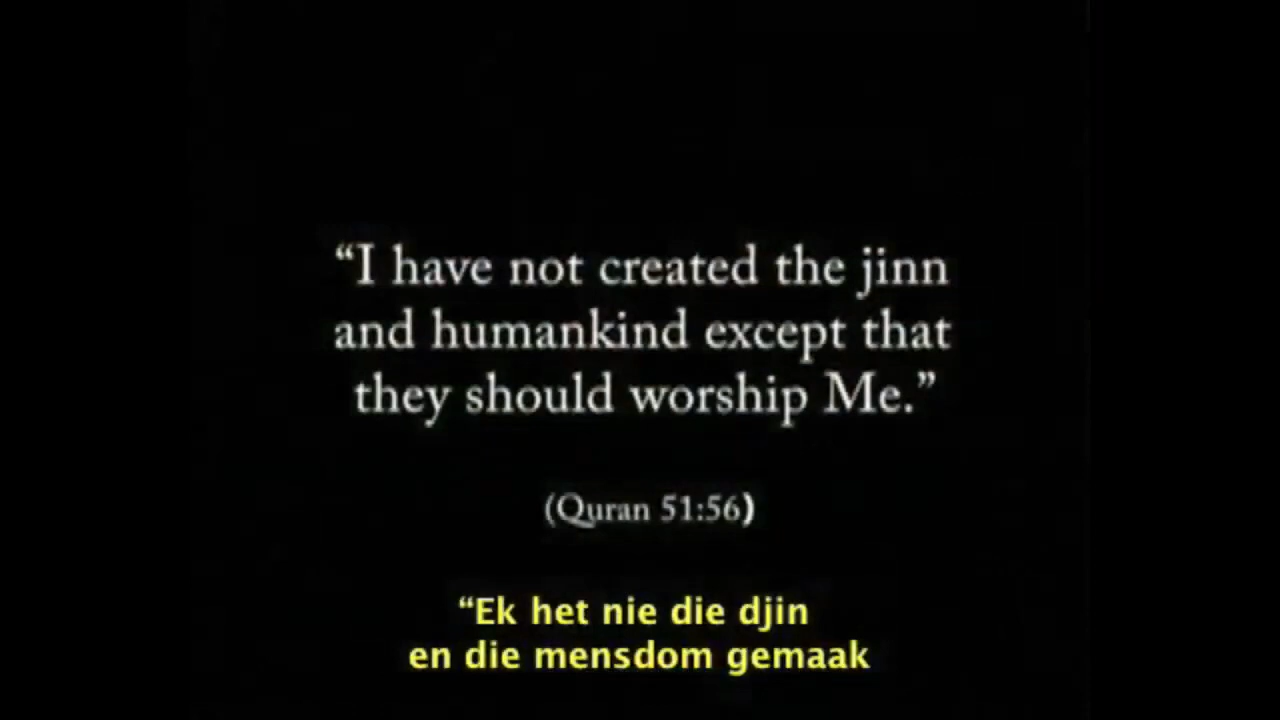 “I have not created the jinn
and humankind except that
they should worship Me.”
(Quran 51:56)
“Ek het nie die djin
en die mensdom gemaak